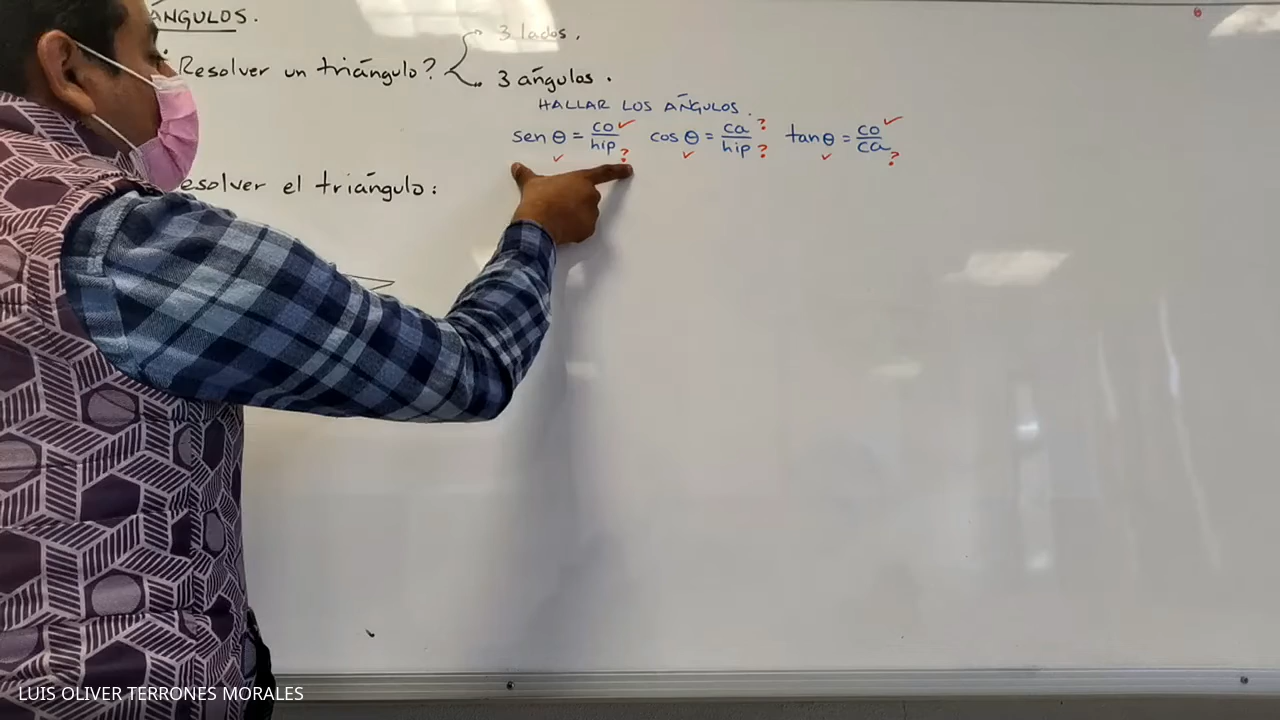 ÁNGULOS.
Resolver un triángulo?
3 lados.
3 ángulos.
HALLAR LOS ÁNGULOS.
sen θ = co/hip ✓ ? ✓ cos θ = ca/hip ? ? ✓ tan θ = co/ca ✓ ? ✓
esolver el triángulo:
LUIS OLIVER TERRONES MORALES